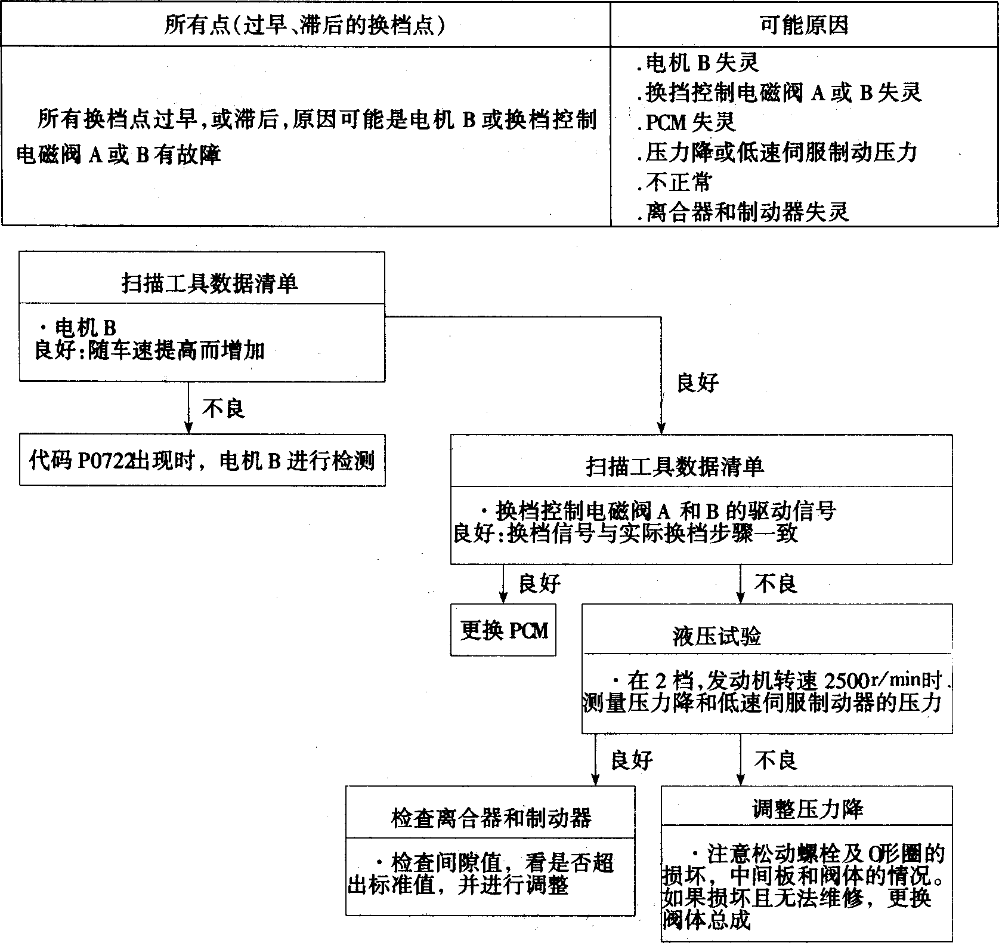 所有点(过早、滞后的换档点)
可能原因
所有换档点过早,或滞后,原因可能是电机 B 或换档控制
电磁阀 A 或 B 有故障
.电机 B 失灵
.换挡控制电磁阀 A 或 B 失灵
.PCM 失灵
.压力降或低速伺服制动压力
.不正常
.离合器和制动器失灵
扫描工具数据清单
·电机 B
良好:随车速提高而增加
良好
不良
代码 P0722出现时，电机 B 进行检测
扫描工具数据清单
·换档控制电磁阀 A 和 B 的驱动信号
良好:换档信号与实际换档步骤一致
良好
不良
更换 PCM
液压试验
·在 2 档,发动机转速 2500r/min时.
测量压力降和低速伺服制动器的压力
良好
不良
检查离合器和制动器
·检查间隙值，看是否超
出标准值，并进行调整
调整压力降
·注意松动螺栓及 O形圈的
损坏，中间板和阀体的情况。
如果损坏且无法维修，更换
阀体总成